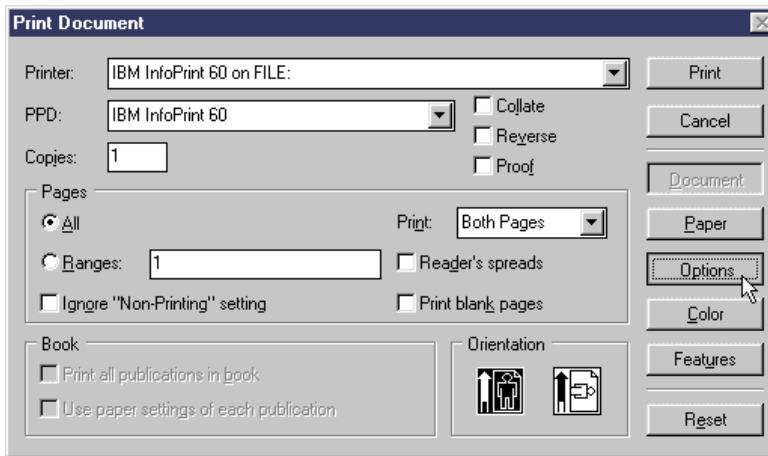 Print Document
Printer: IBM InfoPrint 60 on FILE: Print
PPD: IBM InfoPrint 60 Collate Cancel
Reverse
Copies: 1 Proof
Document
Pages
All Print: Both Pages Paper
Ranges: 1 Reader's spreads Options
Ignore "Non-Printing" setting Print blank pages Color
Book Orientation
Print all publications in book Features
Use paper settings of each publication
Reset